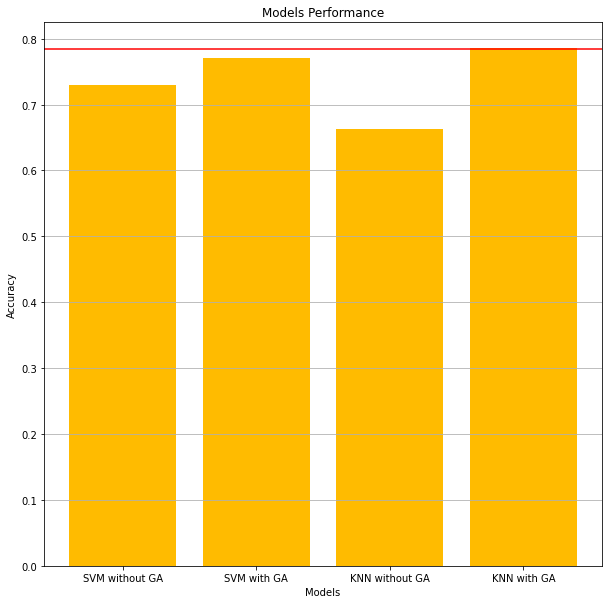 Models Performance
0.8
0.7
0.6
0.5
0.4
0.3
0.2
0.1
0.0
Accuracy
SVM without GA SVM with GA KNN without GA KNN with GA
Models